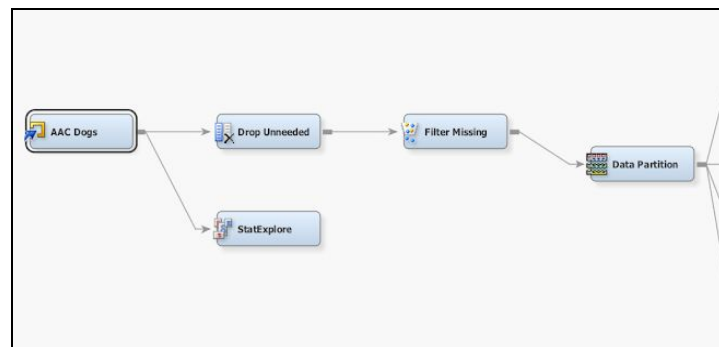 AAC Dogs
Drop Unneeded
Filter Missing
Data Partition
StatExplore